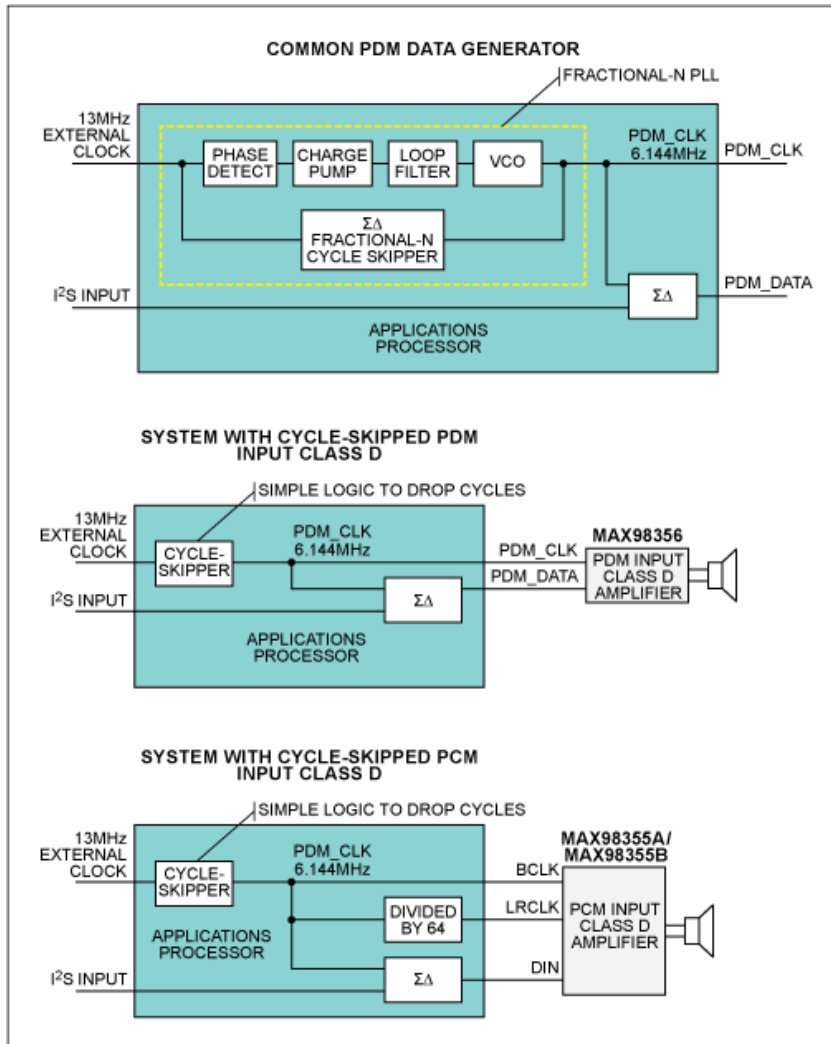 COMMON PDM DATA GENERATOR
FRACTIONAL-N PLL
13MHz
EXTERNAL
CLOCK
PHASE
DETECT
CHARGE
PUMP
LOOP
FILTER
VCO
PDM_CLK
6.144MHz
PDM_CLK
ΣΔ
FRACTIONAL-N
CYCLE SKIPPER
I²S INPUT
ΣΔ
PDM_DATA
APPLICATIONS
PROCESSOR
SYSTEM WITH CYCLE-SKIPPED PDM
INPUT CLASS D
SIMPLE LOGIC TO DROP CYCLES
13MHz
EXTERNAL
CLOCK
CYCLE-
SKIPPER
PDM_CLK
6.144MHz
PDM_CLK
PDM_DATA
MAX98356
PDM INPUT
CLASS D
AMPLIFIER
I²S INPUT
ΣΔ
APPLICATIONS
PROCESSOR
SYSTEM WITH CYCLE-SKIPPED PCM
INPUT CLASS D
SIMPLE LOGIC TO DROP CYCLES
13MHz
EXTERNAL
CLOCK
CYCLE-
SKIPPER
PDM_CLK
6.144MHz
MAX98355A/
MAX98355B
BCLK
DIVIDED
BY 64
LRCLK
PCM INPUT
CLASS D
AMPLIFIER
APPLICATIONS
PROCESSOR
I²S INPUT
ΣΔ
DIN